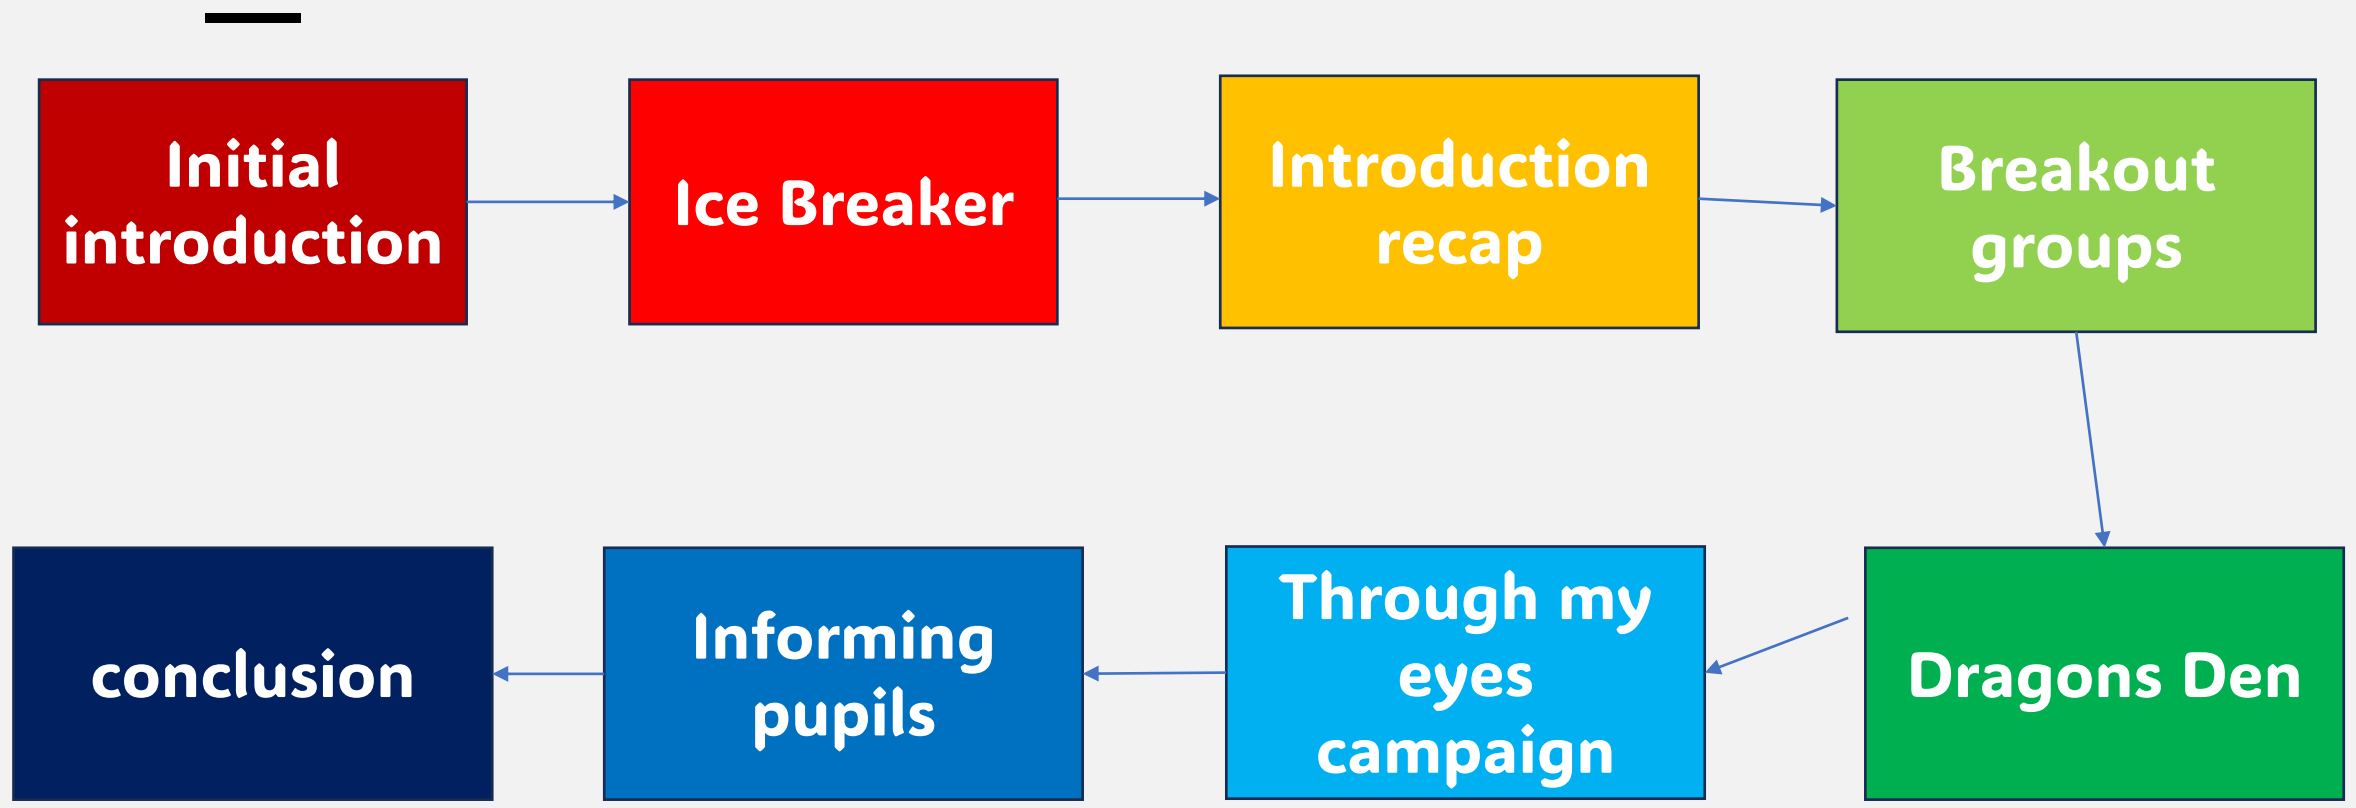 Initial
introduction
Ice Breaker
Introduction
recap
Breakout
groups
Dragons Den
Through my
eyes
campaign
Informing
pupils
conclusion